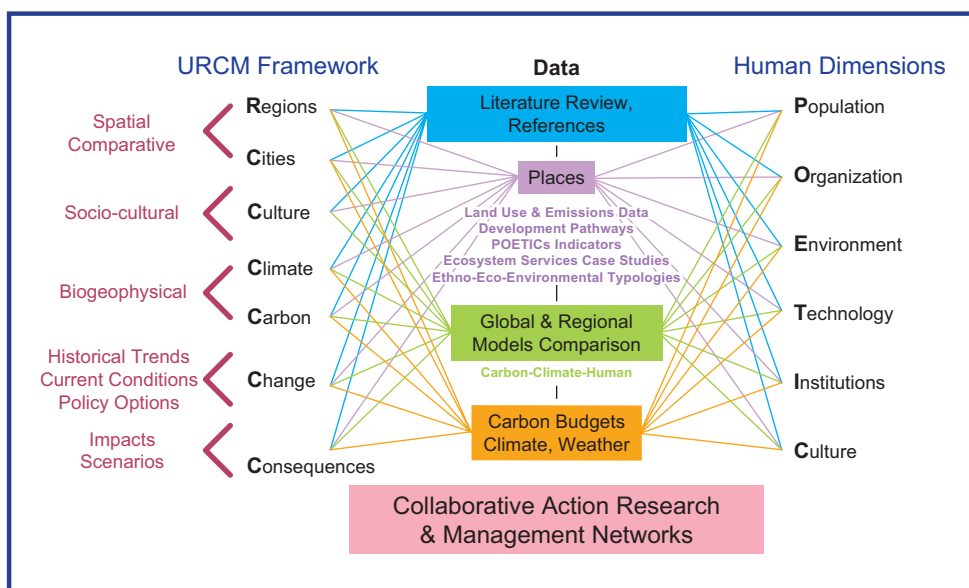 URCM Framework
Data
Human Dimensions
Spatial
Comparative
Socio-cultural
Biogeophysical
Historical Trends
Current Conditions
Policy Options
Impacts
Scenarios
Regions
Cities
Culture
Climate
Carbon
Change
Consequences
Literature Review,
References
Places
Land Use & Emissions Data
Development Pathways
POETICs Indicators
Ecosystem Services Case Studies
Ethno-Eco-Environmental Typologies
Global & Regional
Models Comparison
Carbon-Climate-Human
Carbon Budgets
Climate, Weather
Population
Organization
Environment
Technology
Institutions
Culture
Collaborative Action Research
& Management Networks